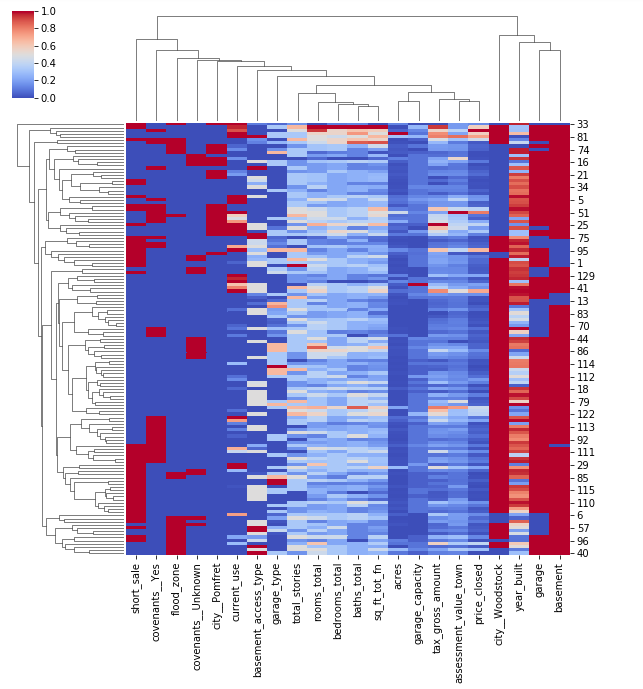 1.0
0.8
0.6
0.4
0.2
0.0
33
81
74
16
21
34
5
51
25
75
95
1
129
41
13
83
70
44
86
114
112
18
79
122
113
92
111
29
85
115
110
6
57
96
40
short_sale
covenants__Yes
flood_zone
covenants__Unknown
city__Pomfret
current_use
basement_access_type
garage_type
total_stories
rooms_total
bedrooms_total
baths_total
sq_ft_tot_fn
acres
garage_capacity
tax_gross_amount
assessment_value_town
price_closed
city__Woodstock
year_built
garage
basement